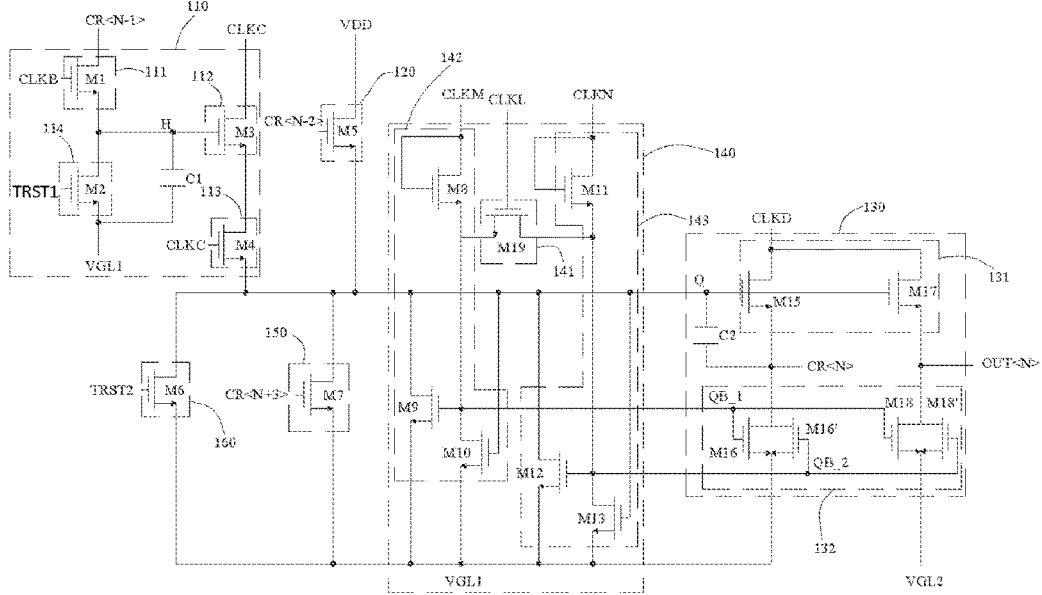 CR<N-1>
110
CLKC
VDD
CLKB
M1
111
112
142
120
CLKM
CLKL
CLKN
114
H
M3
CR<N-2>
M5
140
TRST1
M2
C1
M8
M11
113
143
CLKC
M4
M19
141
CLKD
130
VGL1
131
Q
M15
M17
150
C2
TRST2
M6
CR<N+3>
M7
CR<N>
OUT<N>
160
M9
QB_1
M18
M18'
M10
M16
M16'
M12
QB_2
M13
132
VGL1
VGL2